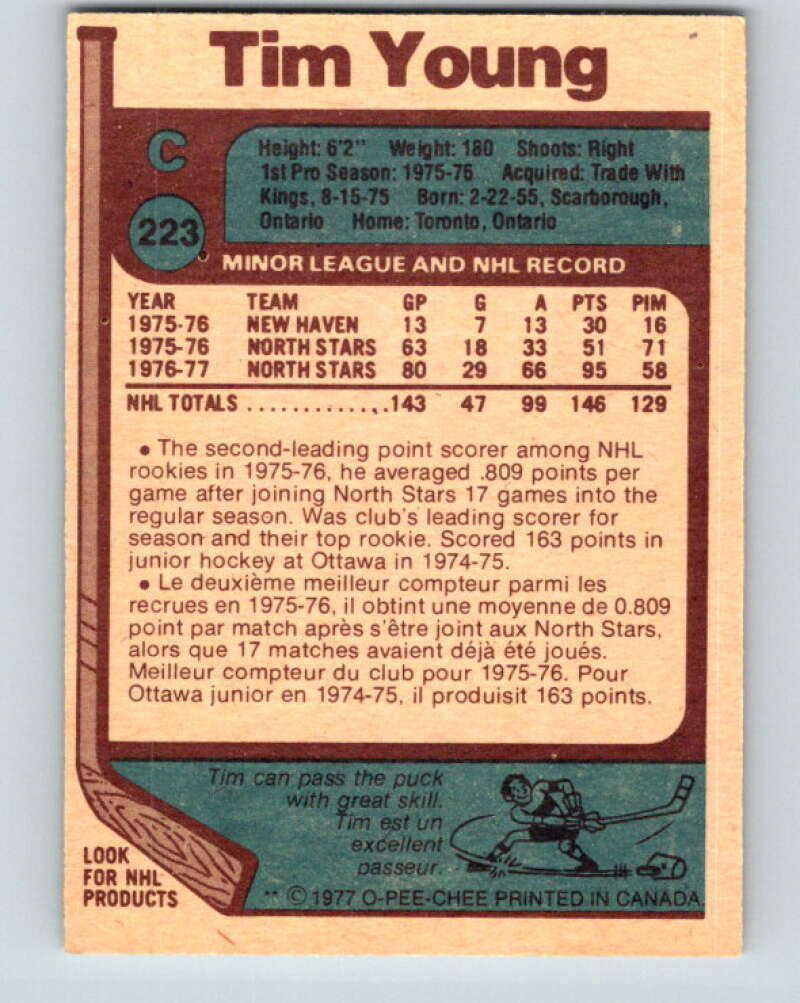 Tim Young
C
Height: 6'2" Weight: 180 Shoots: Right
1st Pro Season: 1975-76 Acquired: Trade With
Kings, 8-15-75 Born: 2-22-55, Scarborough,
Ontario Home: Toronto, Ontario
223
MINOR LEAGUE AND NHL RECORD
YEAR TEAM GP G A PTS PIM
1975-76 NEW HAVEN 13 7 13 30 16
1975-76 NORTH STARS 63 18 33 51 71
1976-77 NORTH STARS 80 29 66 95 58
NHL TOTALS ..............143 47 99 146 129
• The second-leading point scorer among NHL
rookies in 1975-76, he averaged .809 points per
game after joining North Stars 17 games into the
regular season. Was club's leading scorer for
season and their top rookie. Scored 163 points in
junior hockey at Ottawa in 1974-75.
• Le deuxième meilleur compteur parmi les
recrues en 1975-76, il obtint une moyenne de 0.809
point par match après s'être joint aux North Stars,
alors que 17 matches avaient déjà été joués.
Meilleur compteur du club pour 1975-76. Pour
Ottawa junior en 1974-75, il produisit 163 points.
Tim can pass the puck
with great skill.
Tim est un
excellent
passeur.
LOOK
FOR NHL
PRODUCTS
** © 1977 O-PEE-CHEE PRINTED IN CANADA